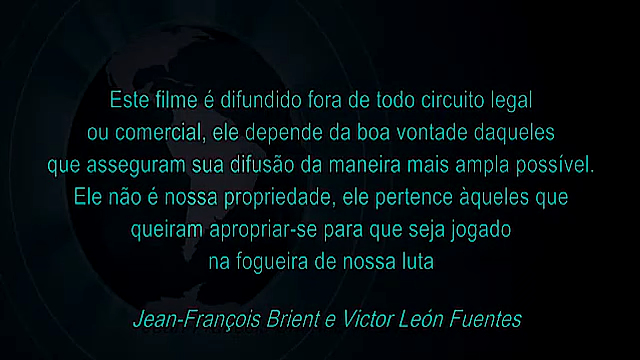 Este filme é difundido fora de todo circuito legal
ou comercial, ele depende da boa vontade daqueles
que asseguram sua difusão da maneira mais ampla possível.
Ele não é nossa propriedade, ele pertence àqueles que
queiram apropriar-se para que seja jogado
na fogueira de nossa luta
Jean-François Brient e Victor León Fuentes